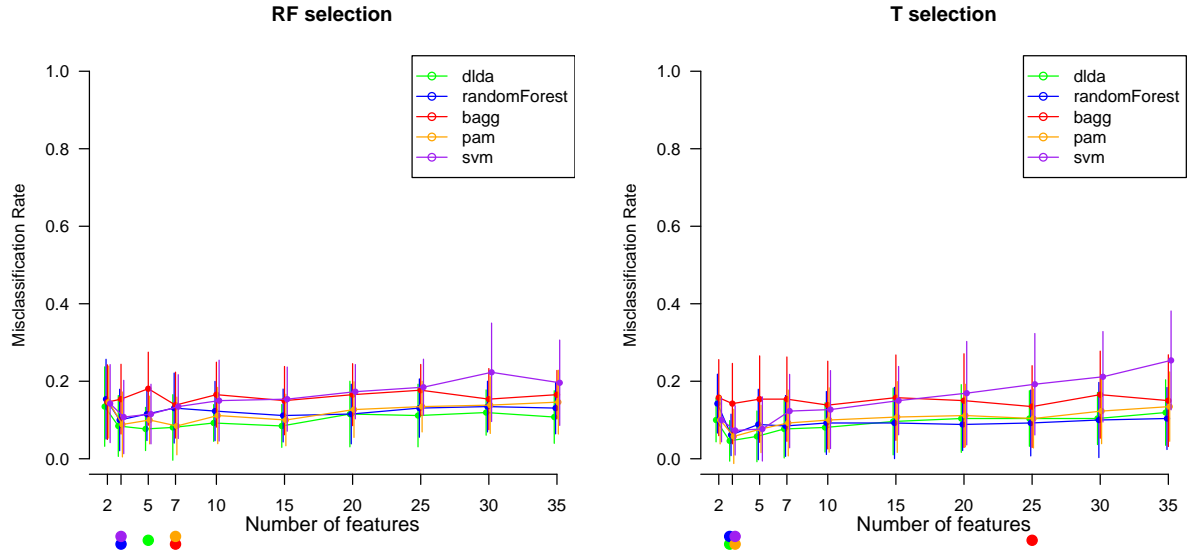 RF selection
1.0
0.8
0.6
0.4
0.2
0.0
Misclassification Rate
dlda
randomForest
bagg
pam
svm
2 5 7 10 15 20 25 30 35
Number of features
T selection
1.0
0.8
0.6
0.4
0.2
0.0
Misclassification Rate
dlda
randomForest
bagg
pam
svm
2 5 7 10 15 20 25 30 35
Number of features